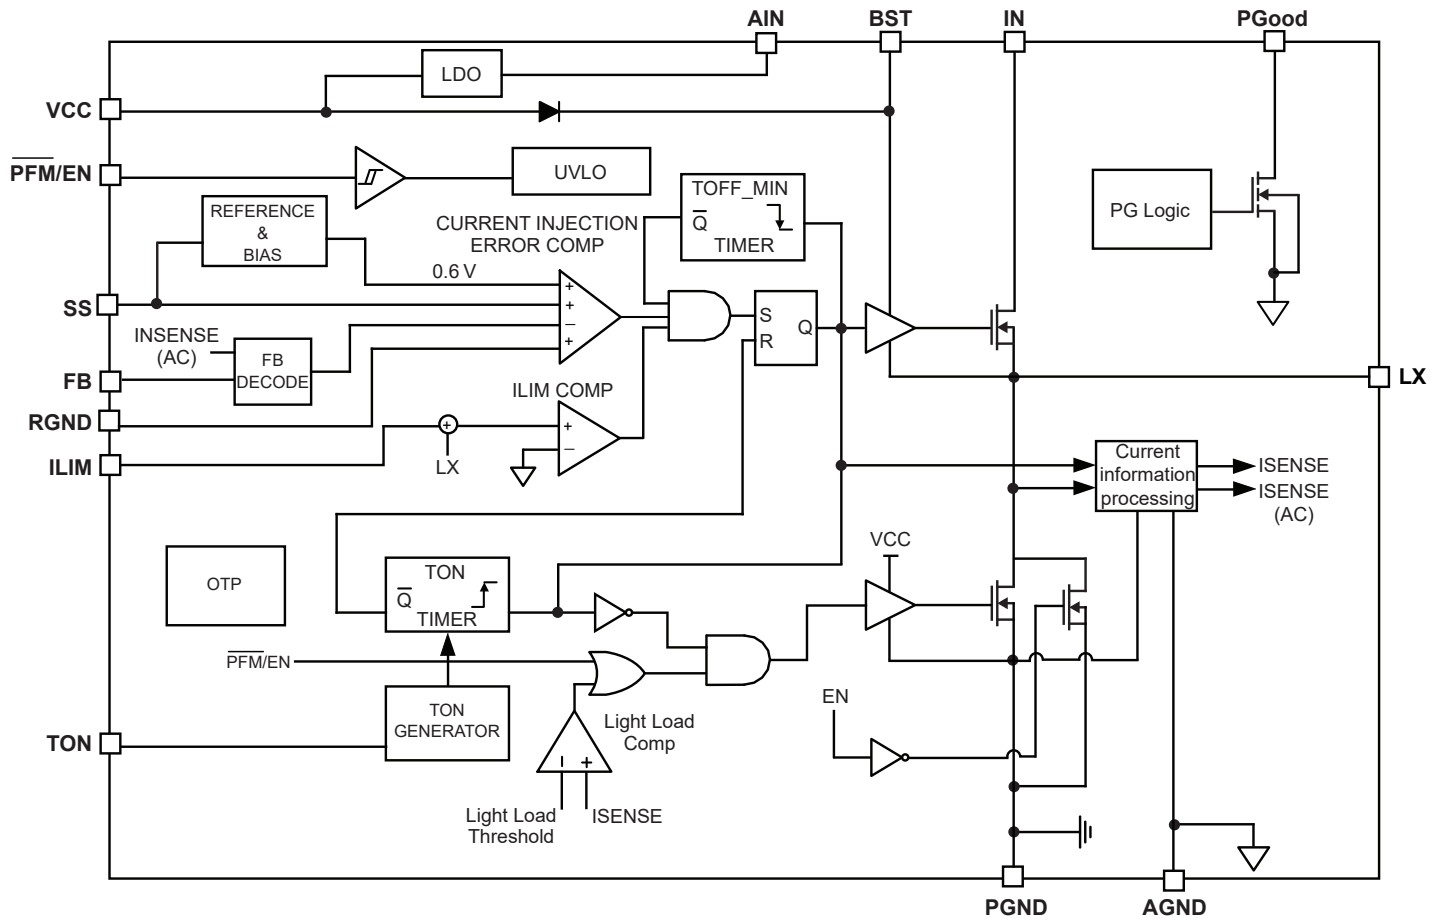 AIN
BST
IN
PGood
LDO
VCC
PFM/EN
UVLO
TOFF_MIN
Q
TIMER
PG Logic
REFERENCE
&
BIAS
CURRENT INJECTION
ERROR COMP
0.6 V
+
+
–
+
SS
INSENSE
(AC)
FB
DECODE
FB
RGND
ILIM
S
R
Q
LX
ILIM COMP
+
–
+
LX
Current
information
processing
ISENSE
ISENSE
(AC)
OTP
TON
Q
TIMER
VCC
PFM/EN
TON
GENERATOR
TON
Light Load
Comp
– +
Light Load
Threshold
ISENSE
EN
PGND
AGND